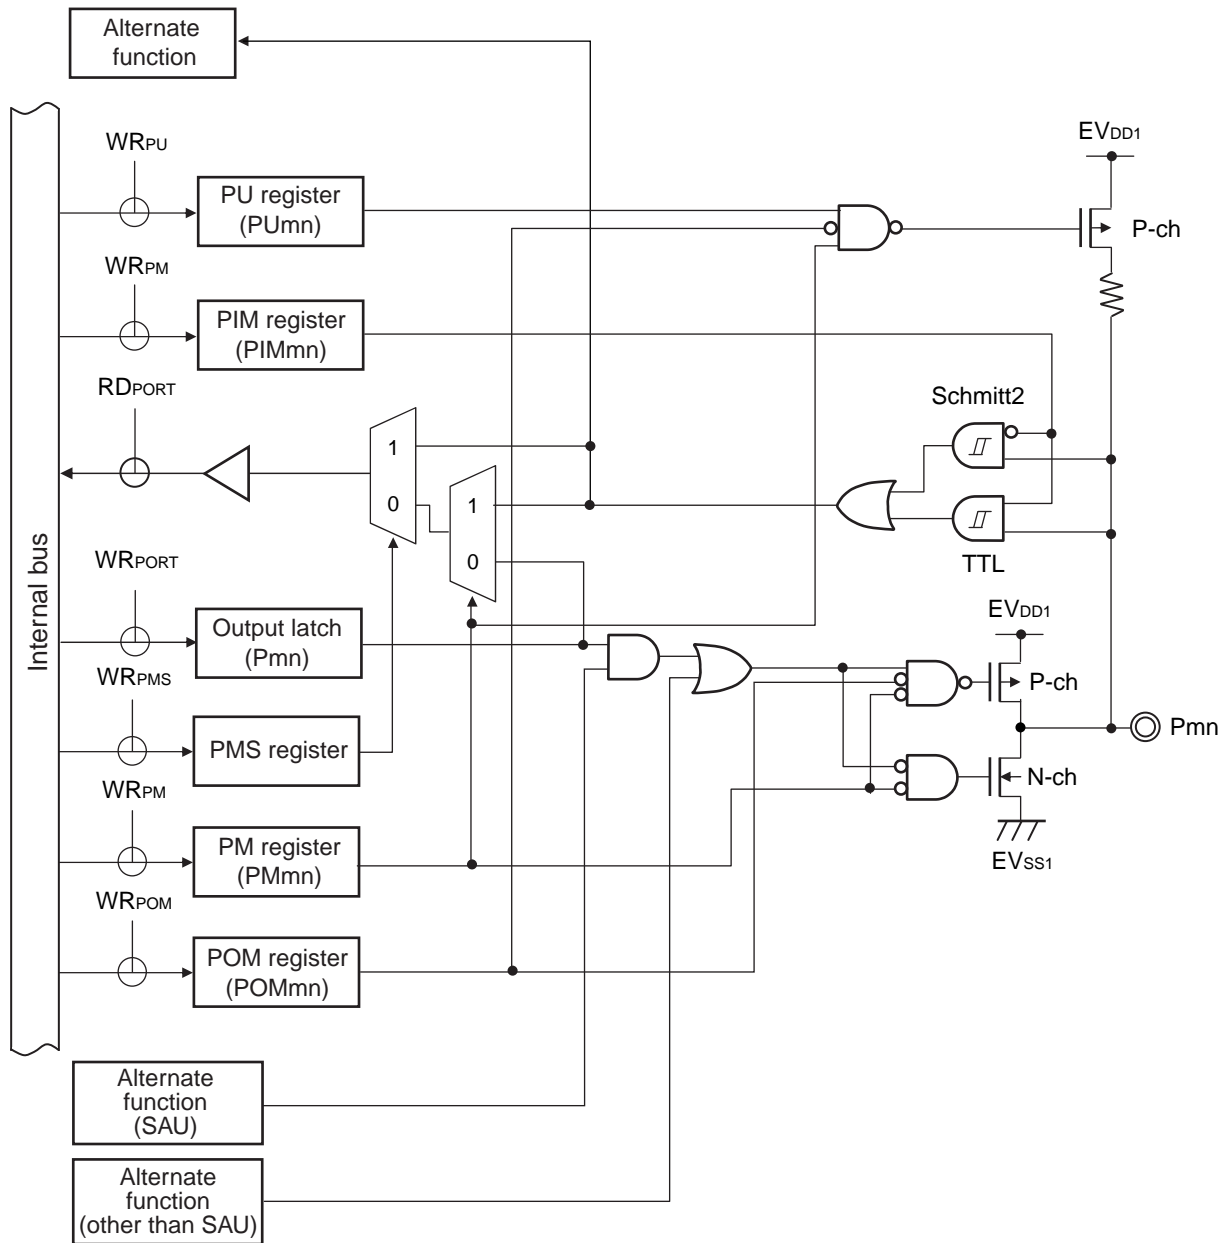 Alternate
function
WRPU
PU register
(PUmn)
EVDD1
P-ch
WRPM
PIM register
(PIMmn)
RDPORT
Schmitt2
1
0
1
0
TTL
Internal bus
WRPORT
Output latch
(Pmn)
EVDD1
P-ch
Pmn
WRPMS
PMS register
N-ch
EVSS1
WRPM
PM register
(PMmn)
WRPOM
POM register
(POMmn)
Alternate
function
(SAU)
Alternate
function
(other than SAU)